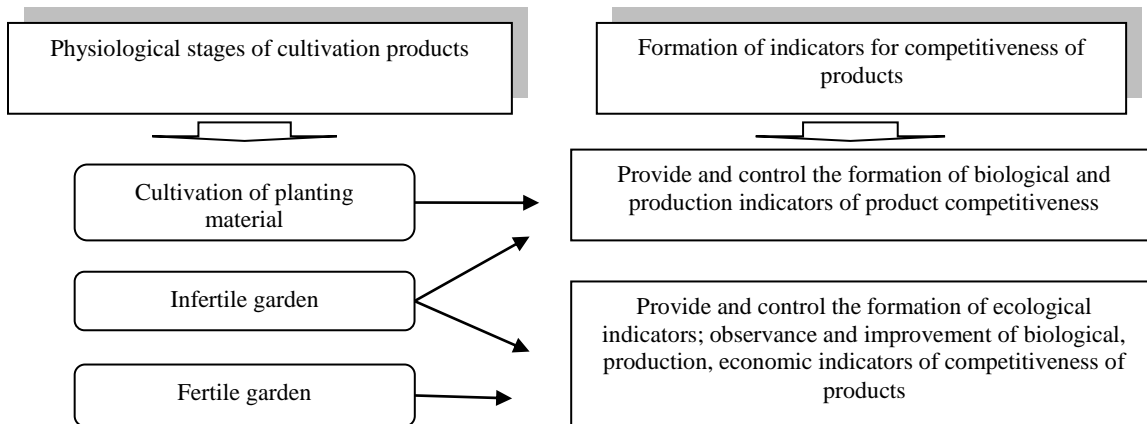 Physiological stages of cultivation products
Formation of indicators for competitiveness of
products
Cultivation of planting
material
Provide and control the formation of biological and
production indicators of product competitiveness
Infertile garden
Provide and control the formation of ecological
indicators; observance and improvement of biological,
production, economic indicators of competitiveness of
products
Fertile garden